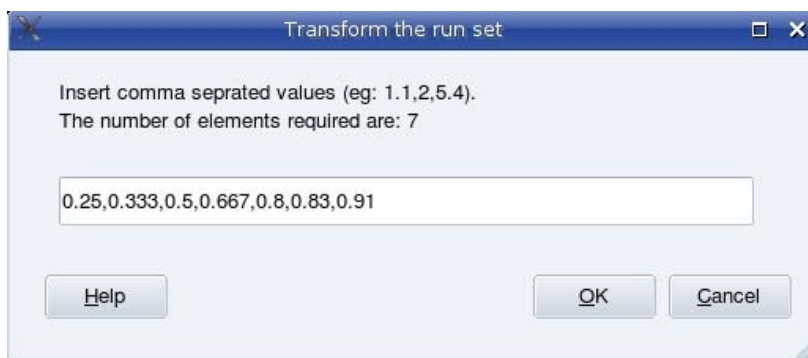 Transform the run set
Insert comma seprated values (eg: 1.1,2,5.4).
The number of elements required are: 7
0.25,0.333,0.5,0.667,0.8,0.83,0.91
Help OK Cancel